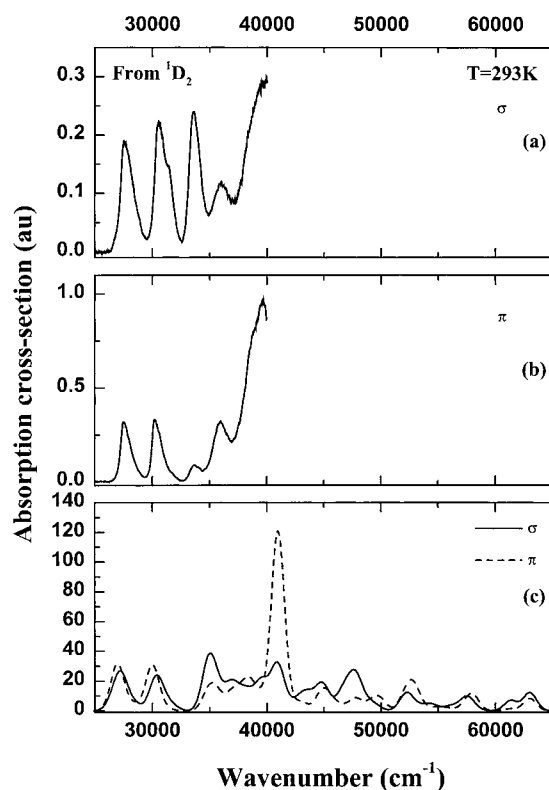 30000 40000 50000 60000
From ¹D₂ T=293K
0.3
σ
0.2
(a)
0.1
0.0
1.0
π
0.5
(b)
0.0
140
120
σ
100
π
80
(c)
60
40
20
0
30000 40000 50000 60000
Absorption cross-section (au)
Wavenumber (cm⁻¹)